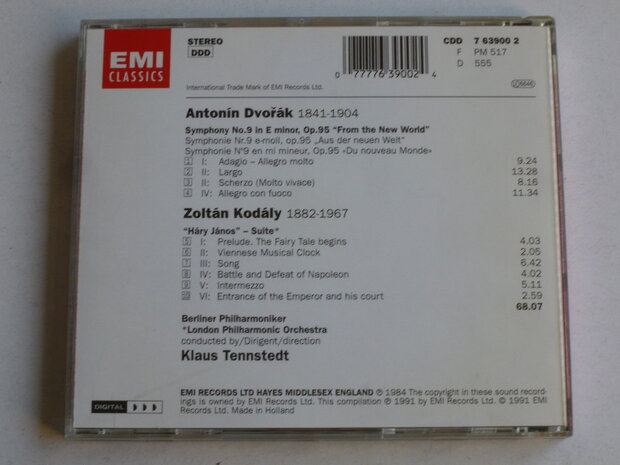 EMI
CLASSICS
STEREO
DDD
CDD 7 63900 2
F PM 517
D 555
0 77776 39002 4
International Trade Mark of EMI Records Ltd.
LC6646
Antonín Dvořák 1841-1904
Symphony No.9 in E minor, Op.95 "From the New World"
Symphonie Nr.9 e-moll, op.95 „Aus der neuen Welt"
Symphonie N°9 en mi mineur, Op.95 «Du nouveau Monde»
1 I: Adagio – Allegro molto 9.24
2 II: Largo 13.28
3 II: Scherzo (Molto vivace) 8.16
4 IV: Allegro con fuoco 11.34
Zoltán Kodály 1882-1967
"Háry János" – Suite*
5 I: Prelude. The Fairy Tale begins 4.03
6 II: Viennese Musical Clock 2.05
7 III: Song 6.42
8 IV: Battle and Defeat of Napoleon 4.02
9 V: Intermezzo 5.11
10 VI: Entrance of the Emperor and his court 2.59
68.07
Berliner Philharmoniker
*London Philharmonic Orchestra
conducted by/Dirigent/direction
Klaus Tennstedt
DIGITAL
EMI RECORDS LTD HAYES MIDDLESEX ENGLAND ℗ 1984 The copyright in these sound record-
ings is owned by EMI Records Ltd. This compilation ℗ 1991 by EMI Records Ltd. © 1991 EMI
Records Ltd. Made in Holland